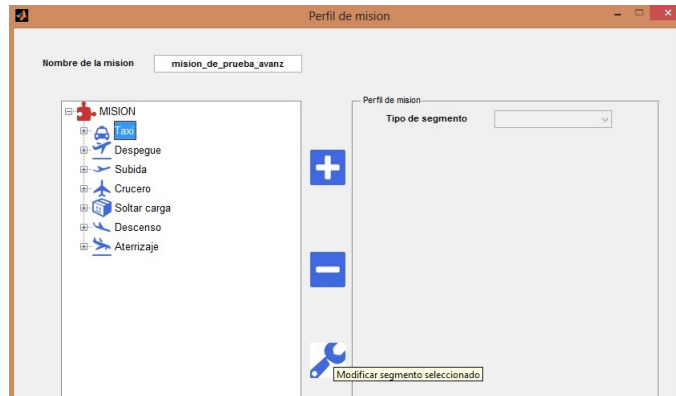 Perfil de mision
Nombre de la mision
mision_de_prueba_avanz
MISION
Taxi
Despegue
Subida
Crucero
Soltar carga
Descenso
Aterrizaje
Perfil de mision
Tipo de segmento
Modificar segmento seleccionado